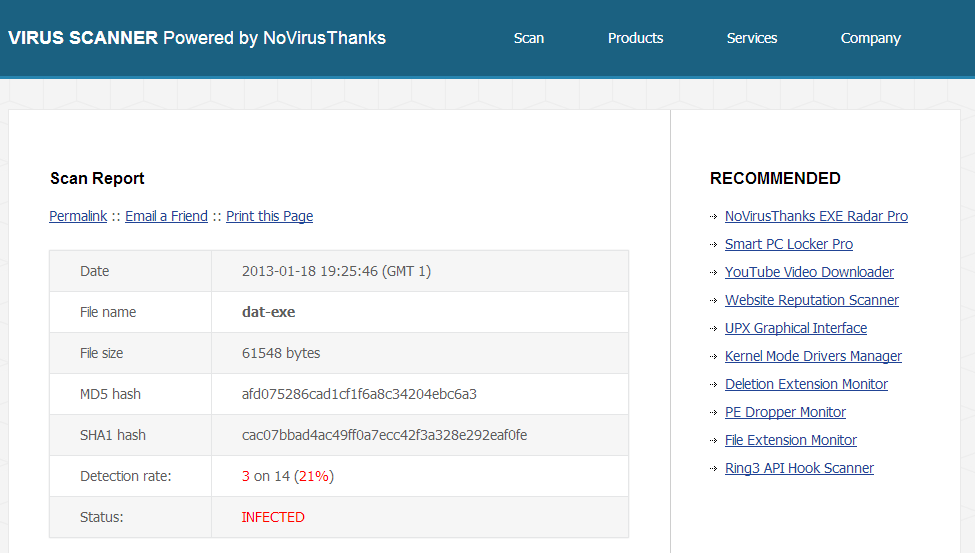 VIRUS SCANNER Powered by NoVirusThanks
Scan Products Services Company
Scan Report
Permalink :: Email a Friend :: Print this Page
Date 2013-01-18 19:25:46 (GMT 1)
File name dat-exe
File size 61548 bytes
MD5 hash afd075286cad1cf1f6a8c34204ebc6a3
SHA1 hash cac07bbad4ac49ff0a7ecc42f3a328e292eaf0fe
Detection rate: 3 on 14 (21%)
Status: INFECTED
RECOMMENDED
NoVirusThanks EXE Radar Pro
Smart PC Locker Pro
YouTube Video Downloader
Website Reputation Scanner
UPX Graphical Interface
Kernel Mode Drivers Manager
Deletion Extension Monitor
PE Dropper Monitor
File Extension Monitor
Ring3 API Hook Scanner